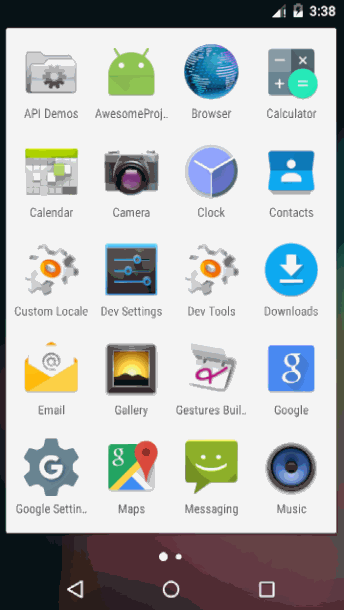 3:38
API Demos AwesomeProj.. Browser Calculator
Calendar Camera Clock Contacts
Custom Locale Dev Settings Dev Tools Downloads
Email Gallery Gestures Buil.. Google
Google Settin.. Maps Messaging Music